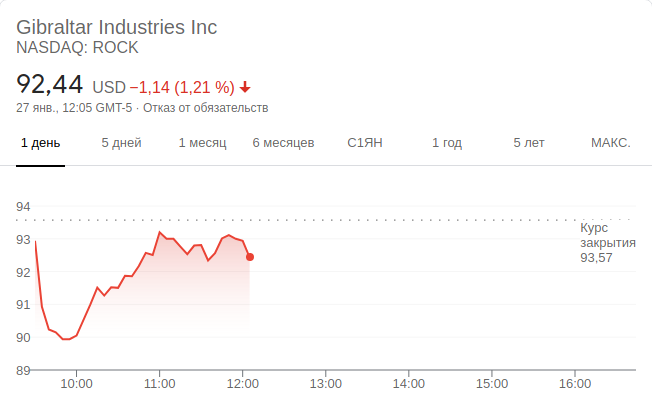 Gibraltar Industries Inc
NASDAQ: ROCK
92,44 USD −1,14 (1,21 %)
27 янв., 12:05 GMT-5 · Отказ от обязательств
1 день 5 дней 1 месяц 6 месяцев С1ЯН 1 год 5 лет МАКС.
94
93
92
91
90
89
Курс
закрытия
93,57
10:00 11:00 12:00 13:00 14:00 15:00 16:00